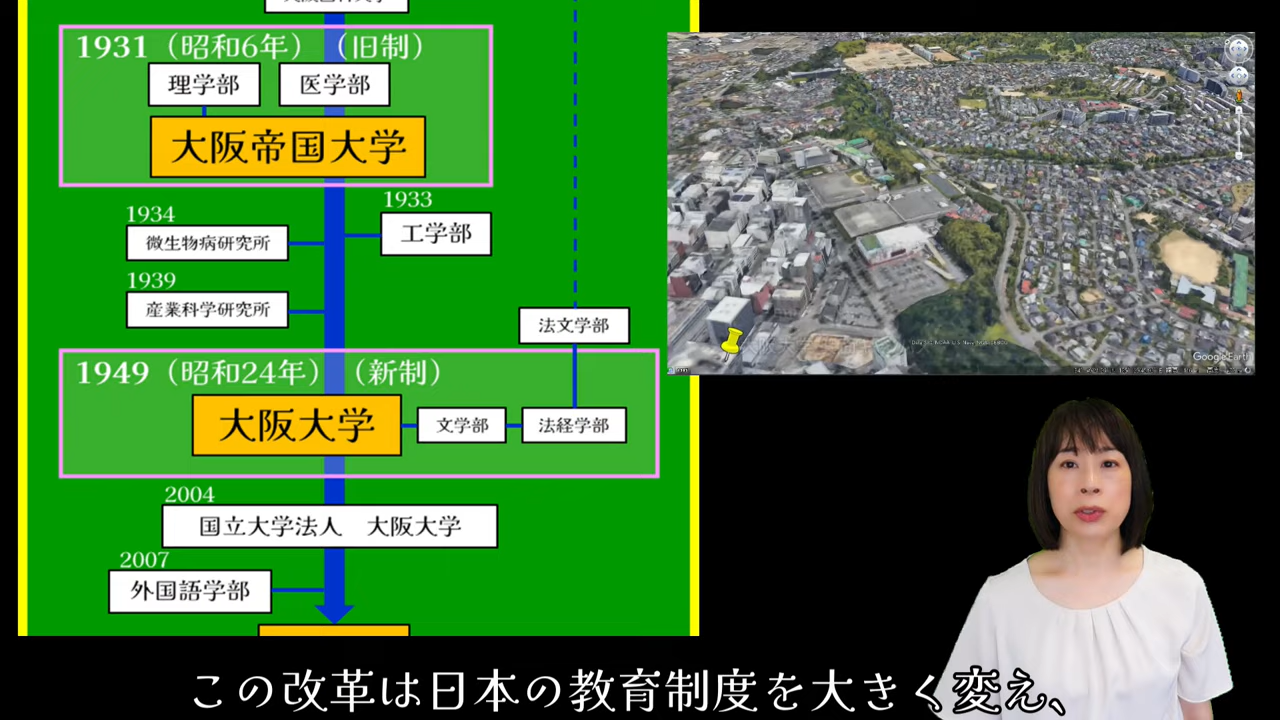 1931（昭和6年）（旧制）
理学部
医学部
大阪帝国大学
1933
工学部
1934
微生物病研究所
1939
産業科学研究所
法文学部
1949（昭和24年）（新制）
大阪大学
文学部
法経学部
2004
国立大学法人　大阪大学
2007
外国語学部
Google Earth
この改革は日本の教育制度を大きく変え、